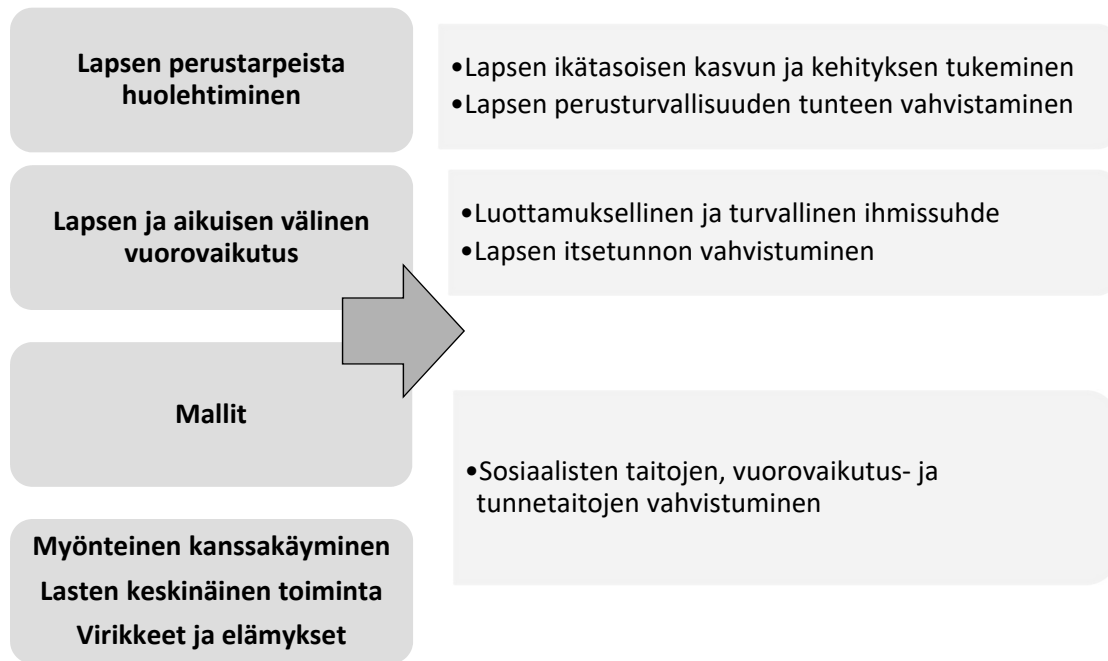 Lapsen perustarpeista
huolehtiminen
•Lapsen ikätasoisen kasvun ja kehityksen tukeminen
•Lapsen perusturvallisuuden tunteen vahvistaminen
Lapsen ja aikuisen välinen
vuorovaikutus
•Luottamuksellinen ja turvallinen ihmissuhde
•Lapsen itsetunnon vahvistuminen
Mallit
•Sosiaalisten taitojen, vuorovaikutus- ja
tunnetaitojen vahvistuminen
Myönteinen kanssakäyminen
Lasten keskinäinen toiminta
Virikkeet ja elämykset